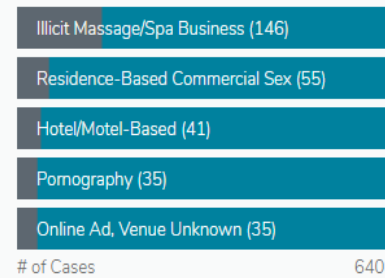 Illicit Massage/Spa Business (146)
Residence-Based Commercial Sex (55)
Hotel/Motel-Based (41)
Pornography (35)
Online Ad, Venue Unknown (35)
# of Cases 640